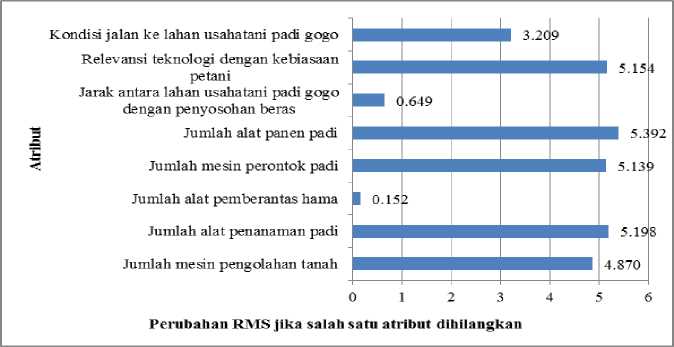 Kondisi jalan ke lahan usahatani padi gogo
3.209
Relevansi teknologi dengan kebiasaan
petani
5.154
Jarak antara lahan usahatani padi gogo
dengan penyosohan beras
0.649
Jumlah alat panen padi
5.392
Jumlah mesin perontok padi
5.139
Jumlah alat pemberantas hama
0.152
Jumlah alat penanaman padi
5.198
Jumlah mesin pengolahan tanah
4.870
Atribut
0 1 2 3 4 5 6
Perubahan RMS jika salah satu atribut dihilangkan